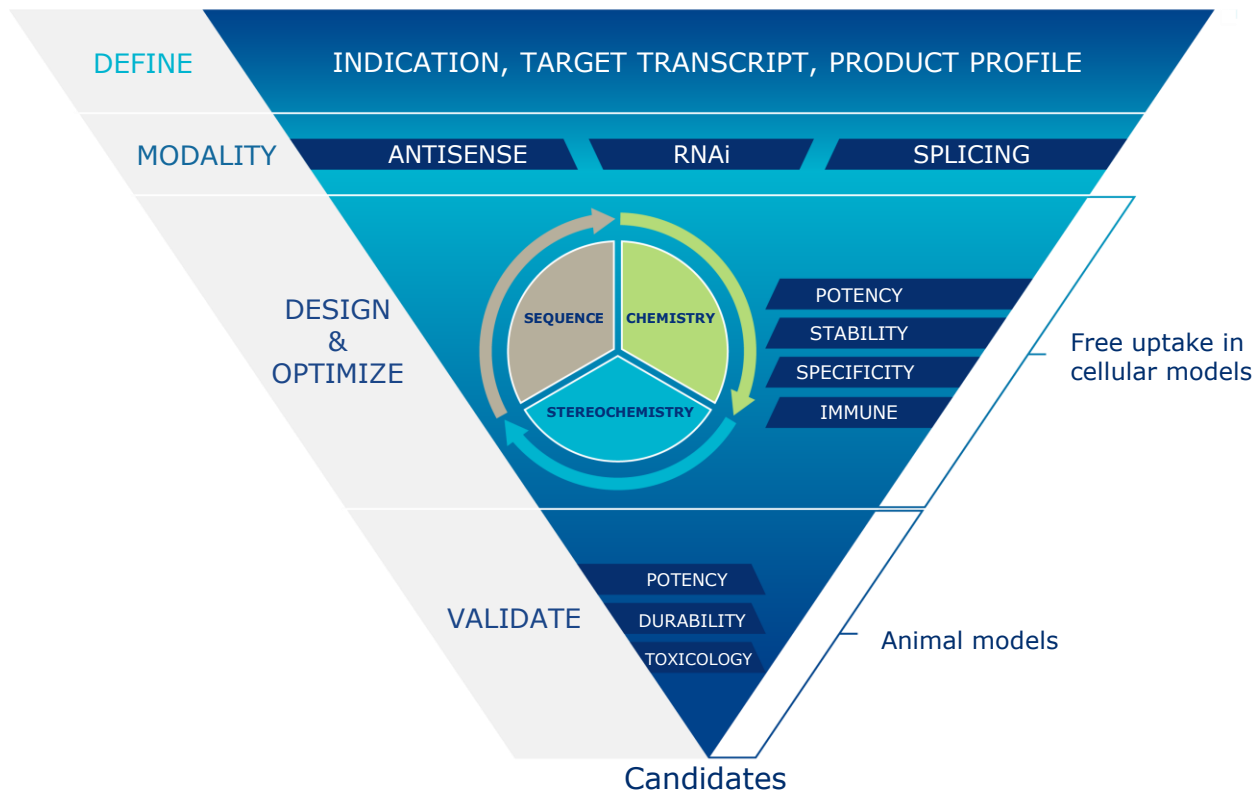 DEFINE
INDICATION, TARGET TRANSCRIPT, PRODUCT PROFILE
MODALITY
ANTISENSE
RNAi
SPLICING
DESIGN
&
OPTIMIZE
SEQUENCE
CHEMISTRY
STEREOCHEMISTRY
POTENCY
STABILITY
SPECIFICITY
IMMUNE
Free uptake in
cellular models
VALIDATE
POTENCY
DURABILITY
TOXICOLOGY
Animal models
Candidates